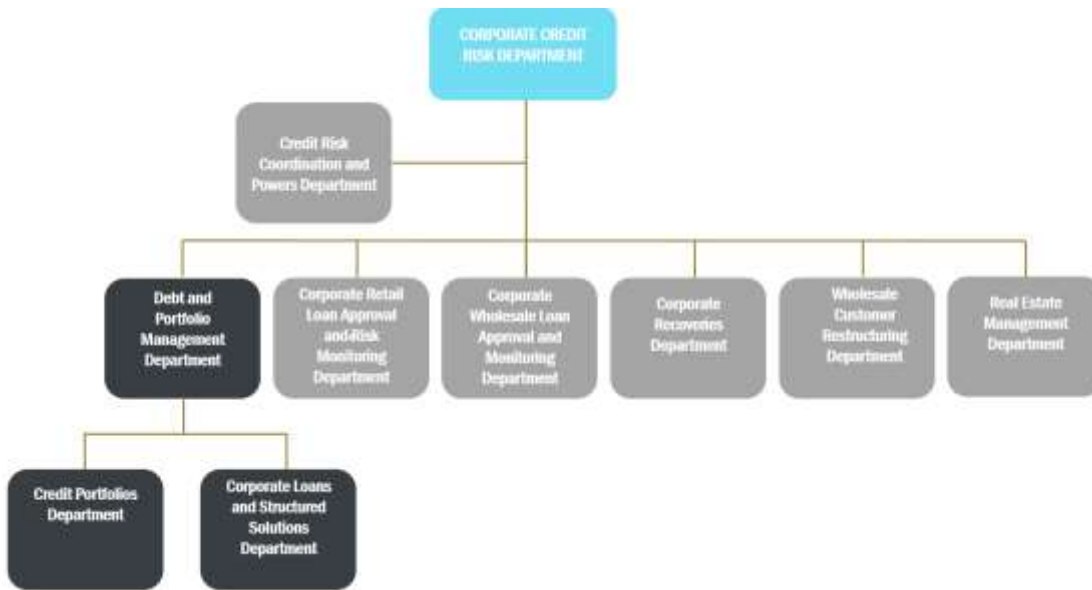 CORPORATE CREDIT
RISK DEPARTMENT
Credit Risk
Coordination and
Powers Department
Debt and
Portfolio
Management
Department
Corporate Retail
Loan Approval
and-Risk
Monitoring
Department
Corporate
Wholesale Loan
Approval and
Monitoring
Department
Corporate
Recoveries
Department
Wholesale
Customer
Restructuring
Department
Real Estate
Management
Department
Credit Portfolios
Department
Corporate Loans
and Structured
Solutions
Department